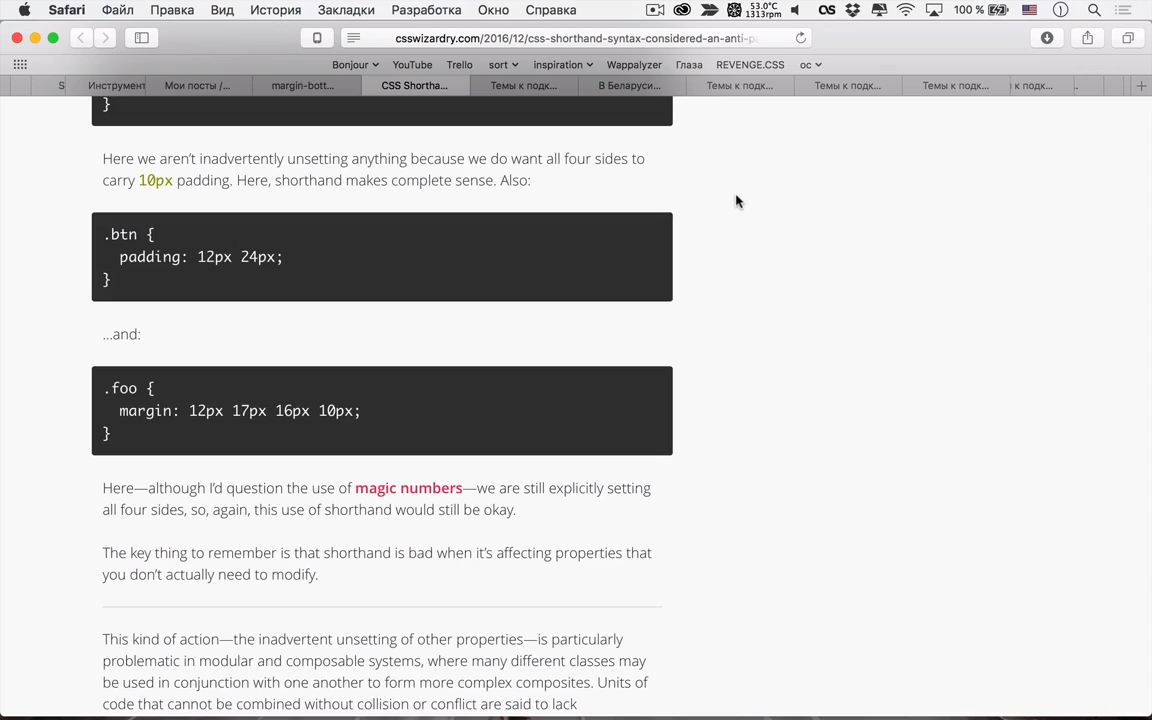 Safari Файл Правка Вид История Закладки Разработка Окно Справка 53.0°C 1313rpm 100 %
csswizardry.com/2016/12/css-shorthand-syntax-considered-an-anti-pa
Bonjour YouTube Trello sort inspiration Wappalyzer Глаза REVENGE.CSS ос
S Инструмент Мои посты /... margin-bott... CSS Shortha... Темы к подк... В Беларуси... Темы к подк... Темы к подк... Темы к подк... к подк...
}
Here we aren’t inadvertently unsetting anything because we do want all four sides to
carry 10px padding. Here, shorthand makes complete sense. Also:
.btn {
padding: 12px 24px;
}
…and:
.foo {
margin: 12px 17px 16px 10px;
}
Here—although I’d question the use of magic numbers—we are still explicitly setting
all four sides, so, again, this use of shorthand would still be okay.
The key thing to remember is that shorthand is bad when it’s affecting properties that
you don’t actually need to modify.
This kind of action—the inadvertent unsetting of other properties—is particularly
problematic in modular and composable systems, where many different classes may
be used in conjunction with one another to form more complex composites. Units of
code that cannot be combined without collision or conflict are said to lack